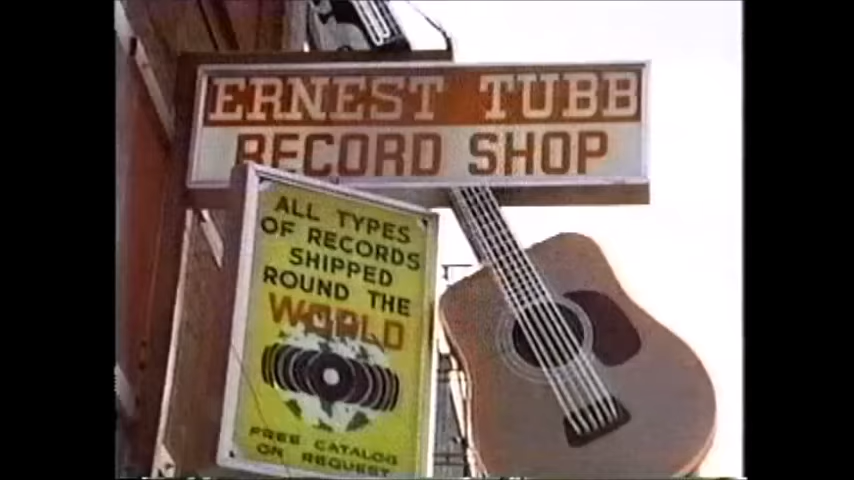 ERNEST TUBB
RECORD SHOP
ALL TYPES
OF RECORDS
SHIPPED
ROUND THE
WORLD
FREE CATALOG
ON REQUEST